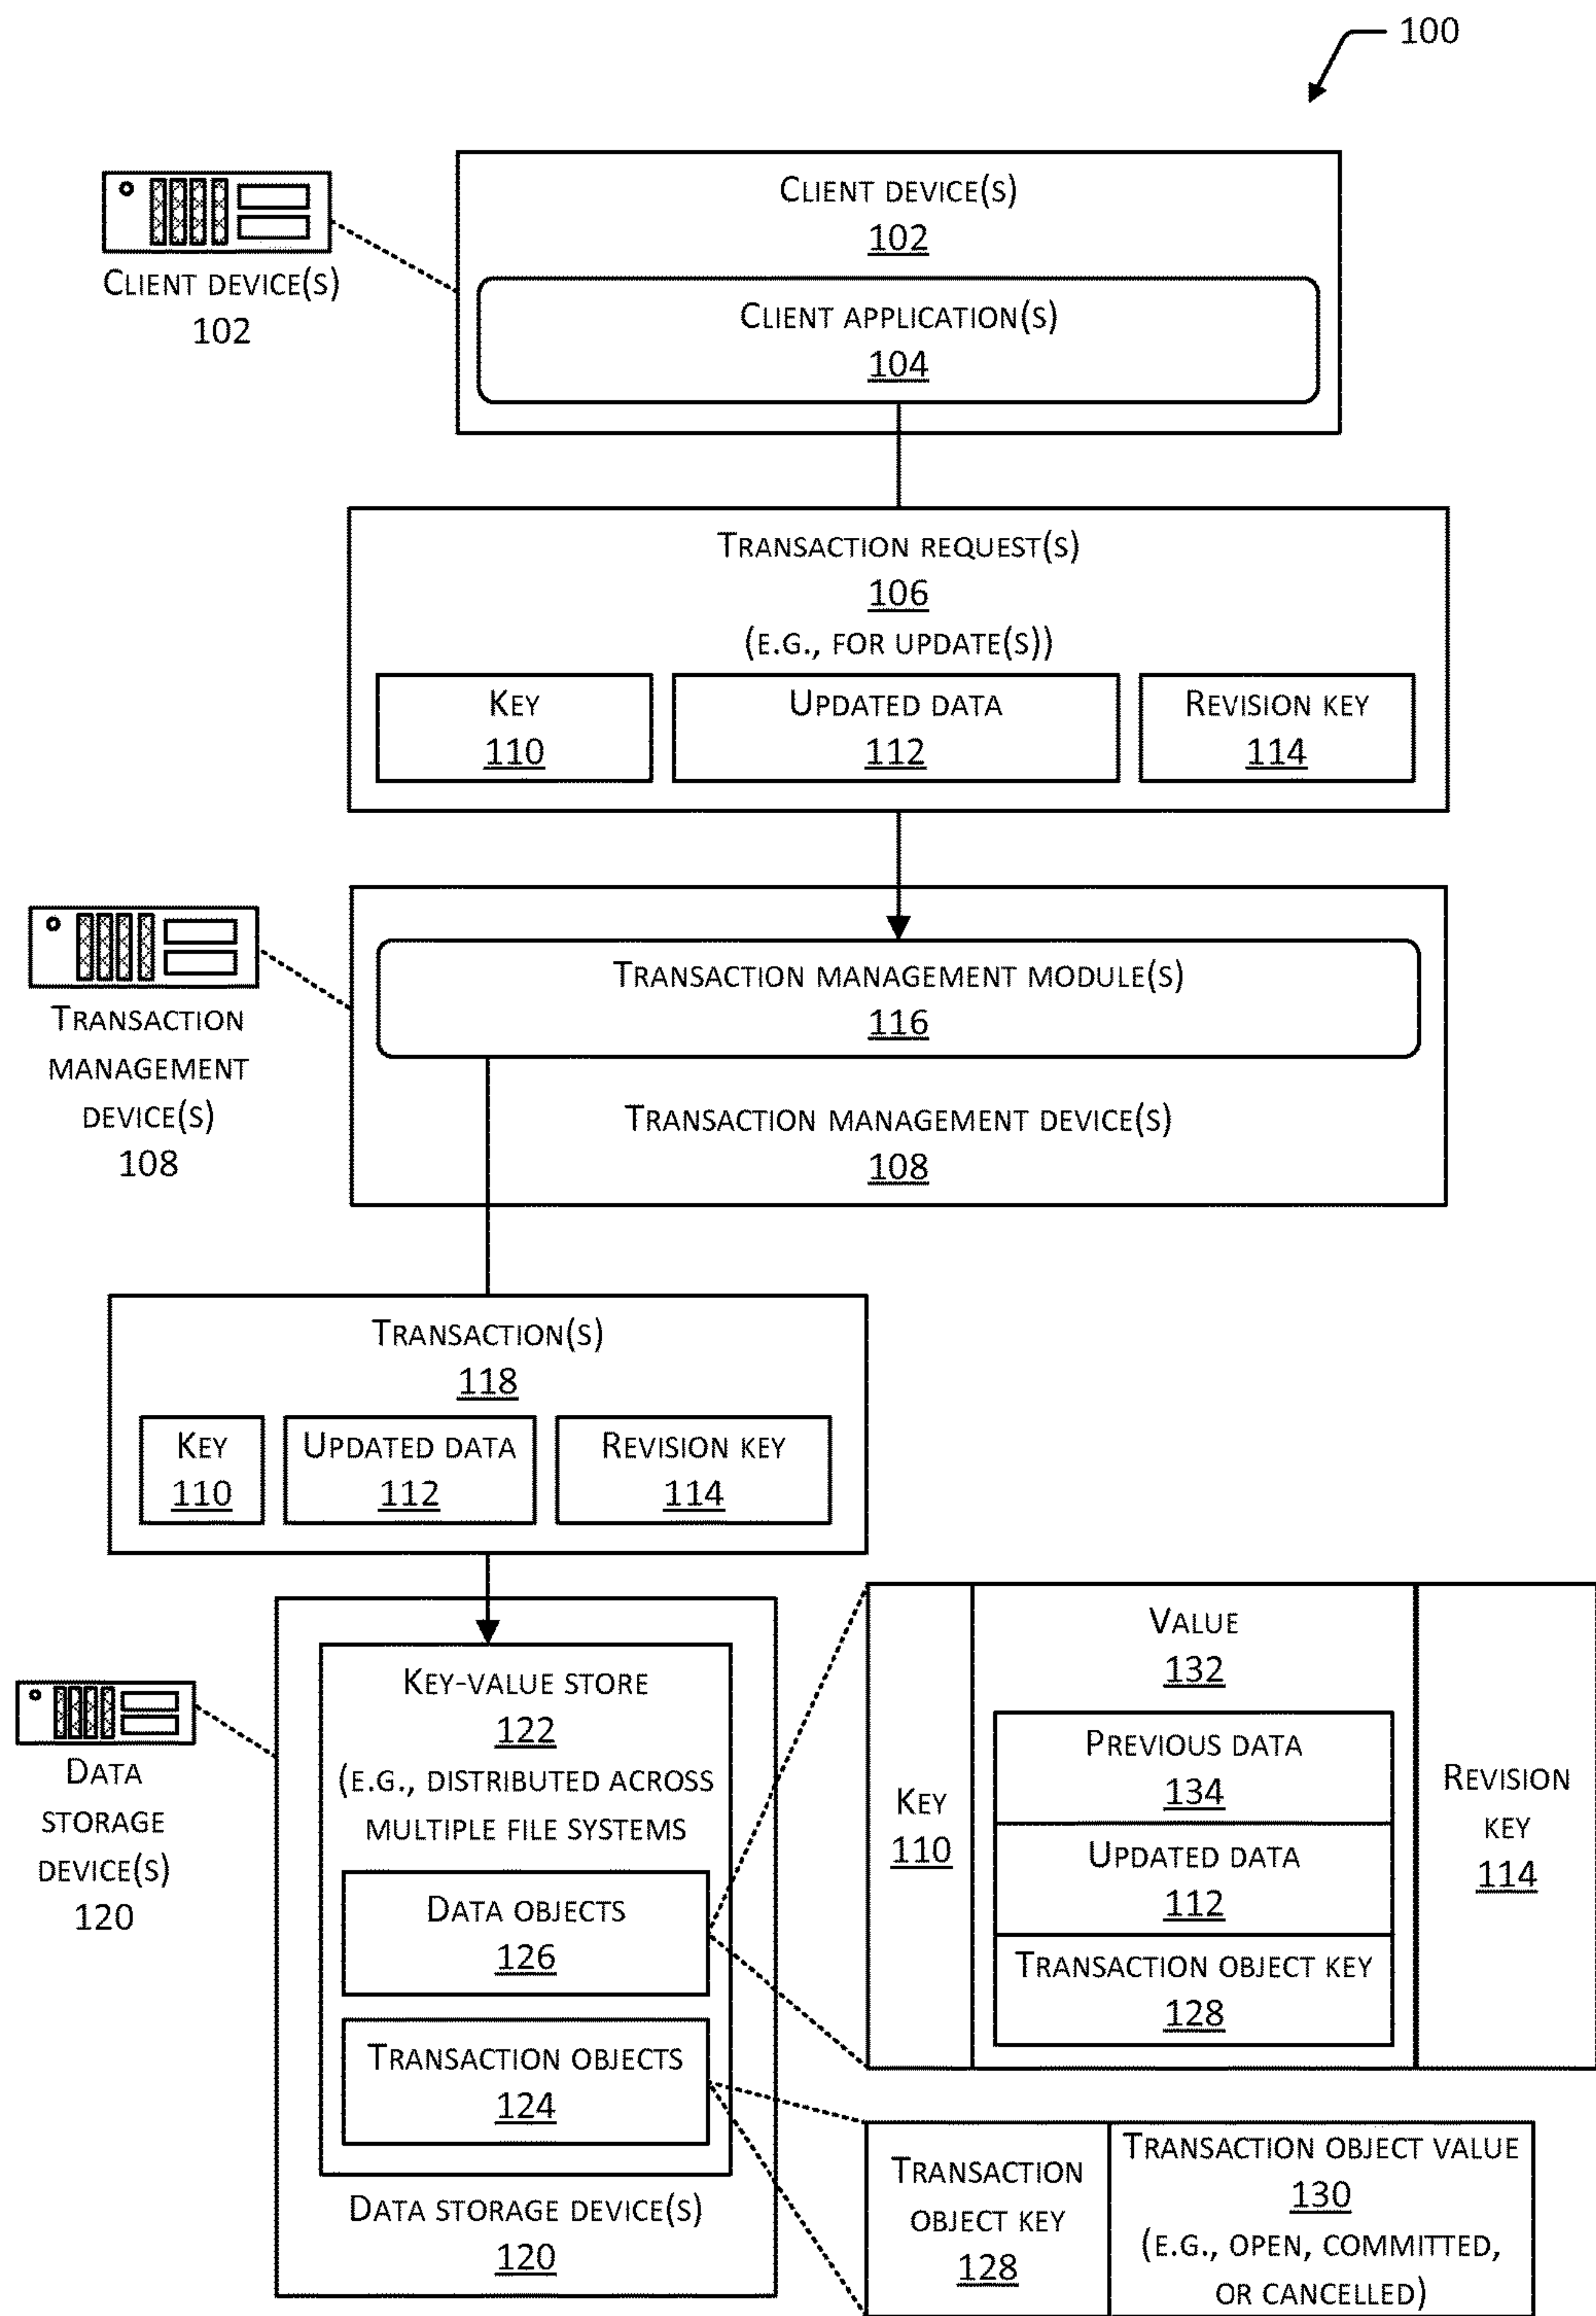 100
CLIENT DEVICE(S)
102
CLIENT APPLICATION(S)
104
CLIENT DEVICE(S)
102
TRANSACTION REQUEST(S)
106
(E.G., FOR UPDATE(S))
KEY
110
UPDATED DATA
112
REVISION KEY
114
TRANSACTION MANAGEMENT MODULE(S)
116
TRANSACTION MANAGEMENT DEVICE(S)
108
TRANSACTION
MANAGEMENT
DEVICE(S)
108
TRANSACTION(S)
118
KEY
110
UPDATED DATA
112
REVISION KEY
114
KEY-VALUE STORE
122
(E.G., DISTRIBUTED ACROSS
MULTIPLE FILE SYSTEMS
DATA OBJECTS
126
TRANSACTION OBJECTS
124
DATA STORAGE DEVICE(S)
120
DATA
STORAGE
DEVICE(S)
120
KEY
110
VALUE
132
PREVIOUS DATA
134
UPDATED DATA
112
TRANSACTION OBJECT KEY
128
REVISION
KEY
114
TRANSACTION
OBJECT KEY
128
TRANSACTION OBJECT VALUE
130
(E.G., OPEN, COMMITTED,
OR CANCELLED)